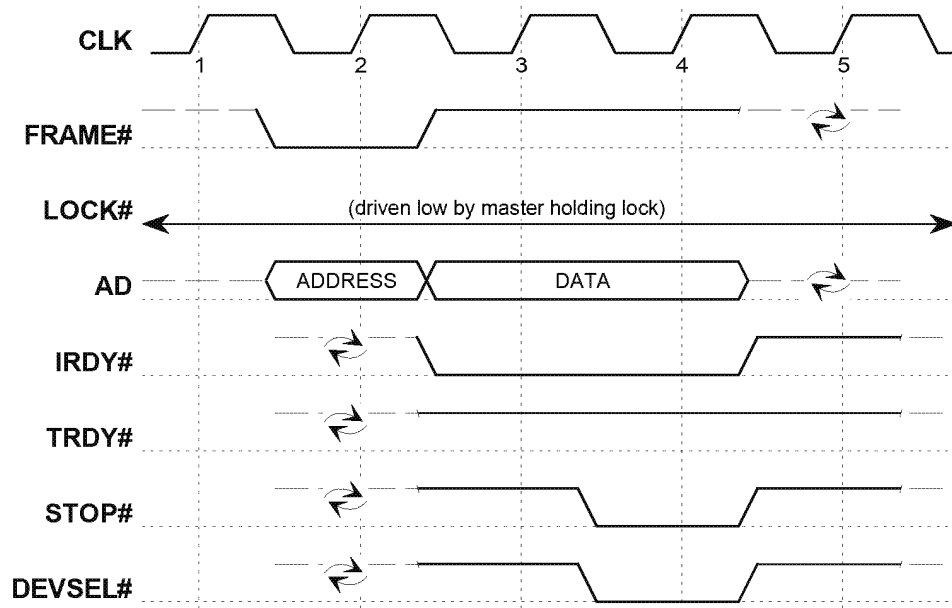 CLK
1 2 3 4 5
FRAME#
LOCK#
(driven low by master holding lock)
AD
ADDRESS
DATA
IRDY#
TRDY#
STOP#
DEVSEL#